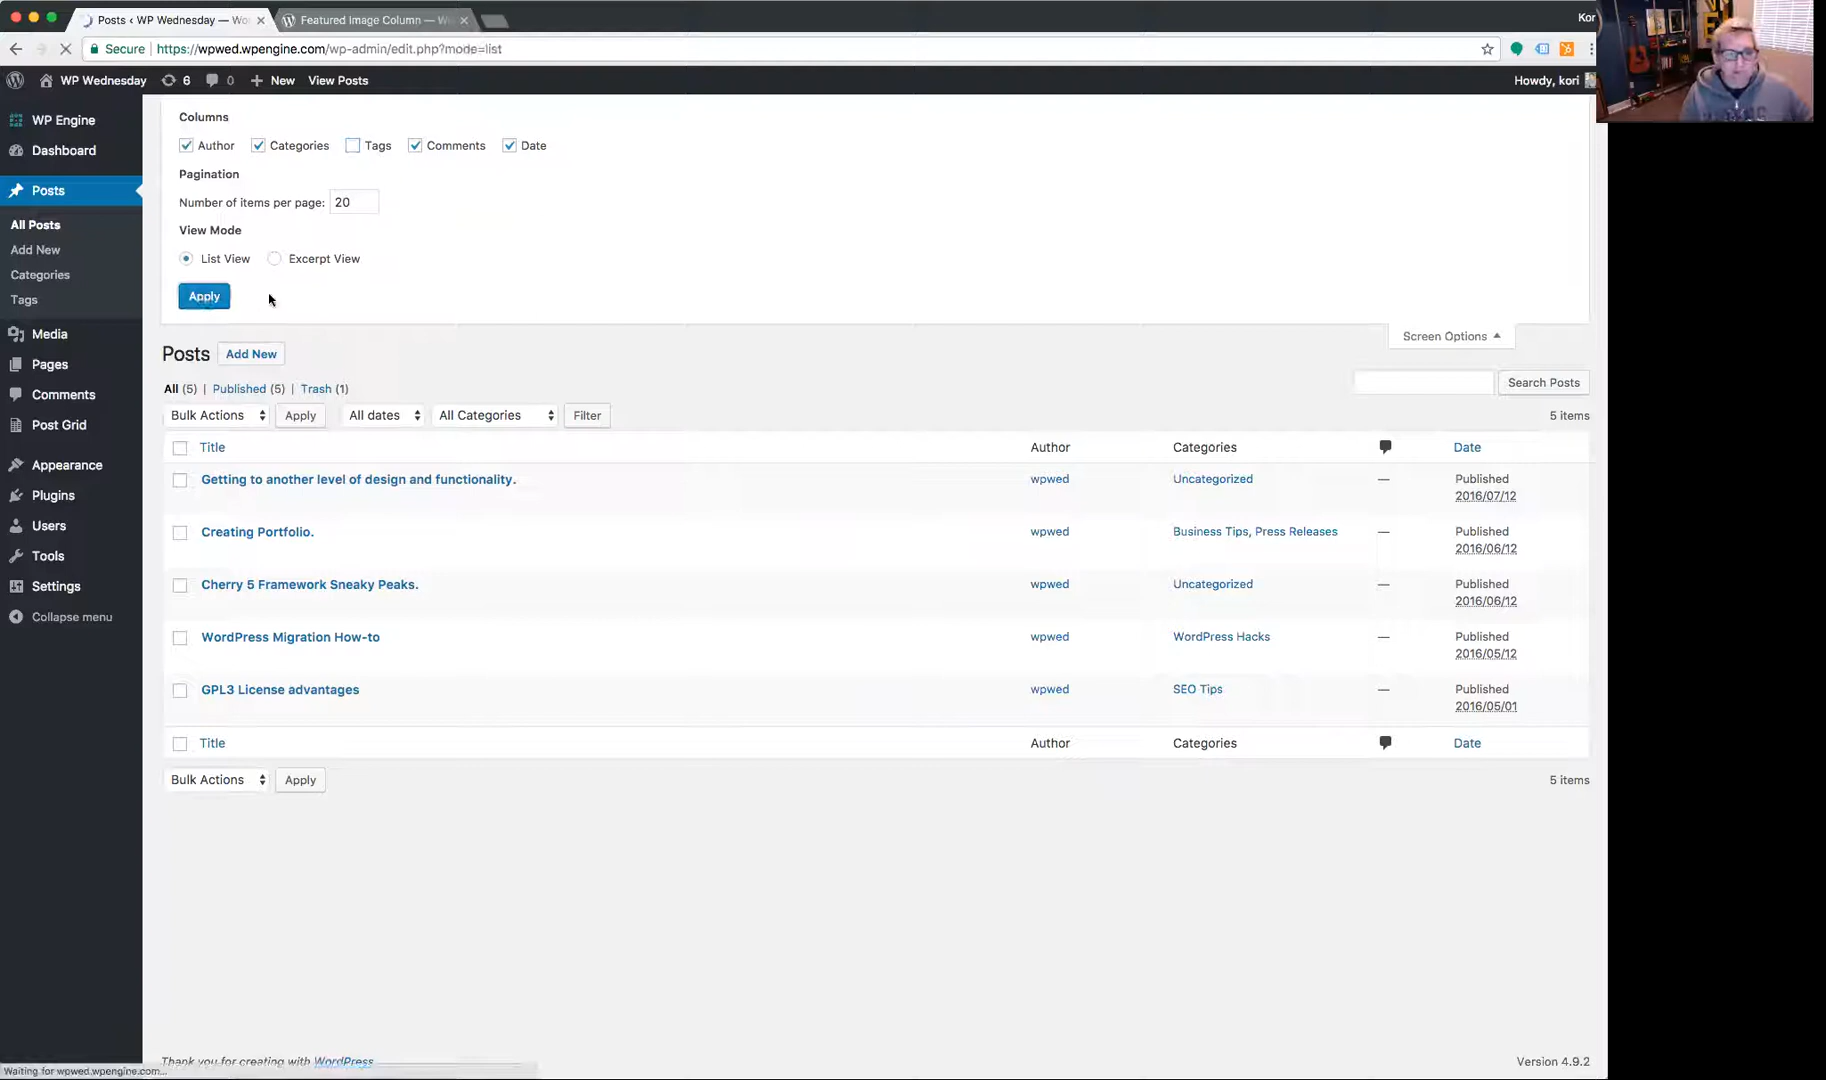 Posts ‹ WP Wednesday — Wo
Featured Image Column — W
Kor
Secure
https://wpwed.wpengine.com/wp-admin/edit.php?mode=list
WP Wednesday
6
0
New
View Posts
Howdy, kori
WP Engine
Dashboard
Posts
All Posts
Add New
Categories
Tags
Media
Pages
Comments
Post Grid
Appearance
Plugins
Users
Tools
Settings
Collapse menu
Columns
Author
Categories
Tags
Comments
Date
Pagination
Number of items per page:
20
View Mode
List View
Excerpt View
Apply
Screen Options
Posts
Add New
All (5) | Published (5) | Trash (1)
Search Posts
Bulk Actions
Apply
All dates
All Categories
Filter
5 items
Title
Author
Categories
Date
Getting to another level of design and functionality.
wpwed
Uncategorized
—
Published
2016/07/12
Creating Portfolio.
wpwed
Business Tips, Press Releases
—
Published
2016/06/12
Cherry 5 Framework Sneaky Peaks.
wpwed
Uncategorized
—
Published
2016/06/12
WordPress Migration How-to
wpwed
WordPress Hacks
—
Published
2016/05/12
GPL3 License advantages
wpwed
SEO Tips
—
Published
2016/05/01
Title
Author
Categories
Date
Bulk Actions
Apply
5 items
Thank you for creating with WordPress
Version 4.9.2
Waiting for wpwed.wpengine.com...